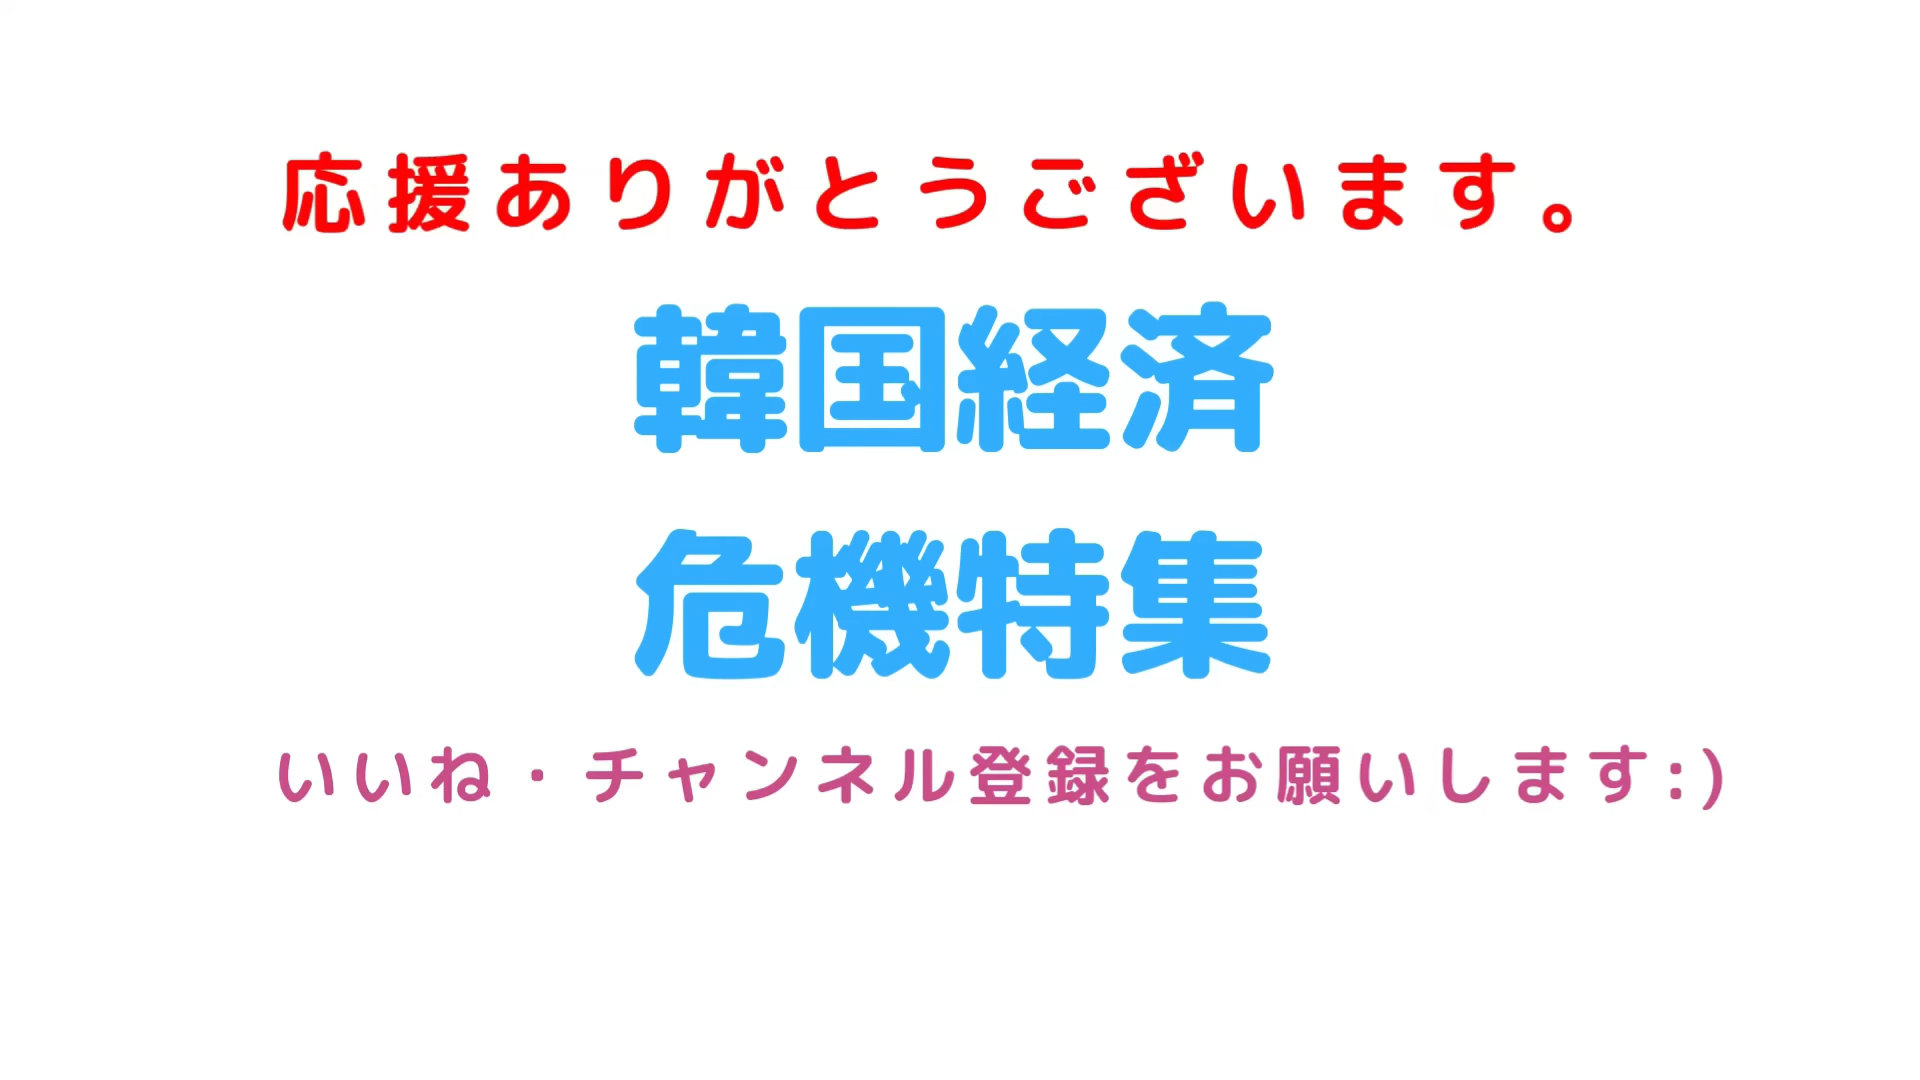 応援ありがとうございます。
韓国経済
危機特集
いいね・チャンネル登録をお願いします:)